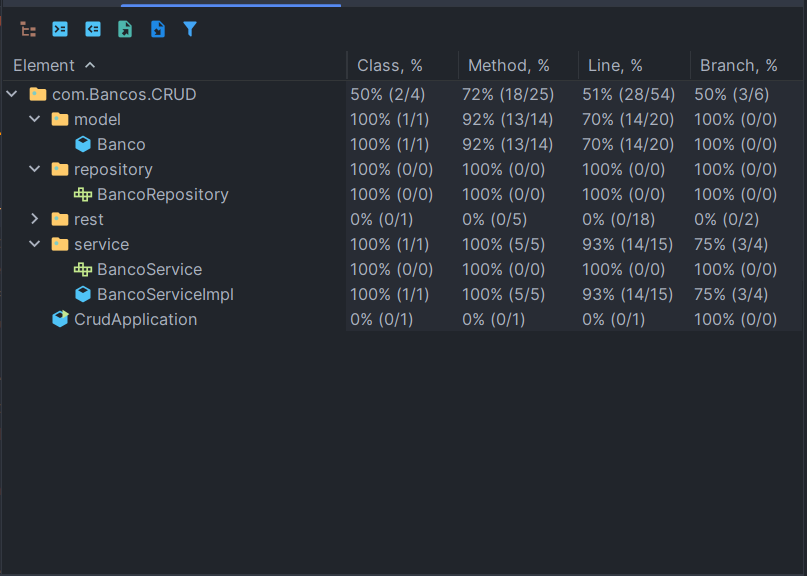 Element Class, % Method, % Line, % Branch, %
com.Bancos.CRUD 50% (2/4) 72% (18/25) 51% (28/54) 50% (3/6)
model 100% (1/1) 92% (13/14) 70% (14/20) 100% (0/0)
Banco 100% (1/1) 92% (13/14) 70% (14/20) 100% (0/0)
repository 100% (0/0) 100% (0/0) 100% (0/0) 100% (0/0)
BancoRepository 100% (0/0) 100% (0/0) 100% (0/0) 100% (0/0)
rest 0% (0/1) 0% (0/5) 0% (0/18) 0% (0/2)
service 100% (1/1) 100% (5/5) 93% (14/15) 75% (3/4)
BancoService 100% (0/0) 100% (0/0) 100% (0/0) 100% (0/0)
BancoServiceImpl 100% (1/1) 100% (5/5) 93% (14/15) 75% (3/4)
CrudApplication 0% (0/1) 0% (0/1) 0% (0/1) 100% (0/0)